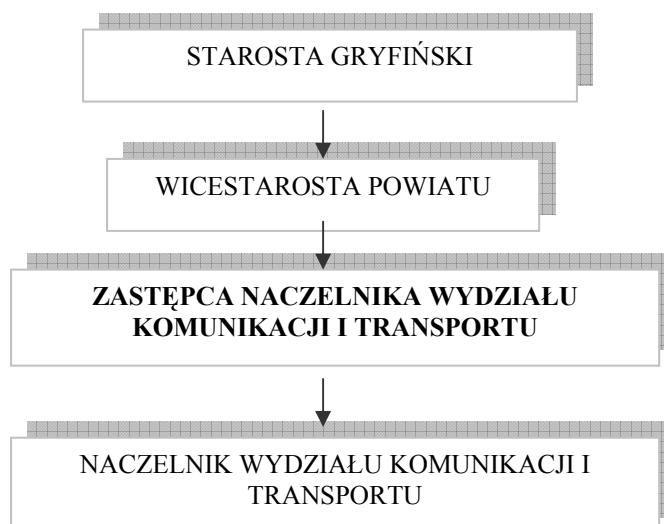 STAROSTA GRYFIŃSKI
WICESTAROSTA POWIATU
ZASTĘPCA NACZELNIKA WYDZIAŁU
KOMUNIKACJI I TRANSPORTU
NACZELNIK WYDZIAŁU KOMUNIKACJI I
TRANSPORTU